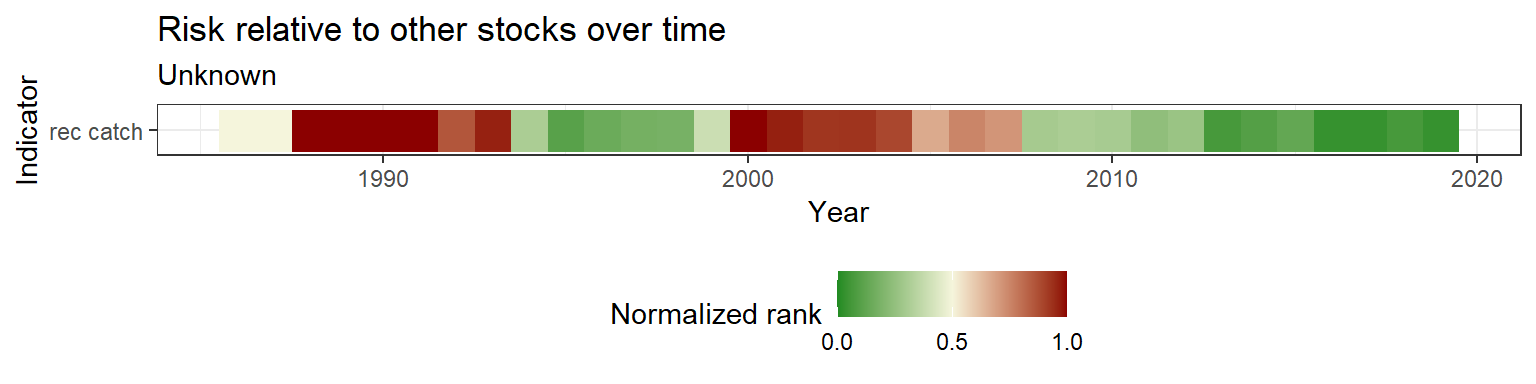 Risk relative to other stocks over time
Unknown
Indicator
rec catch
1990 2000 2010 2020
Year
Normalized rank
0.0 0.5 1.0